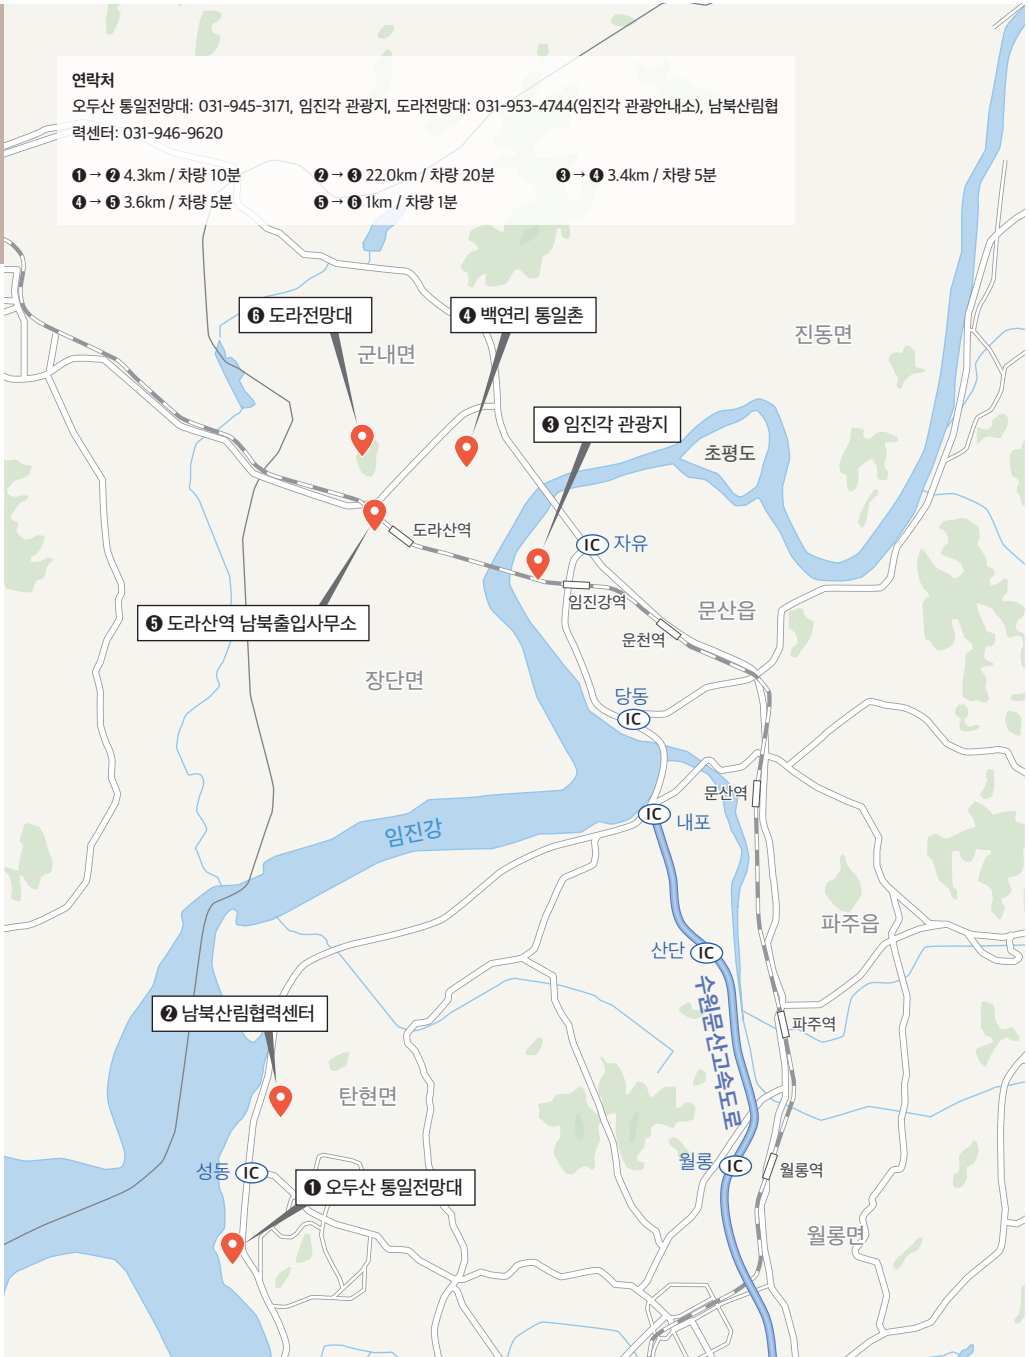 연락처
오두산 통일전망대: 031-945-3171, 임진각 관광지, 도라전망대: 031-953-4744(임진각 관광안내소), 남북산림협
력센터: 031-946-9620
❶ → ❷ 4.3km / 차량 10분 ❷ → ❸ 22.0km / 차량 20분 ❸ → ❹ 3.4km / 차량 5분
❹ → ❺ 3.6km / 차량 5분 ❺ → ❻ 1km / 차량 1분
❻ 도라전망대
❹ 백연리 통일촌
군내면
진동면
❸ 임진각 관광지
초평도
도라산역
IC 자유
임진강역
문산읍
❺ 도라산역 남북출입사무소
운천역
장단면
당동
IC
문산역
IC 내포
임진강
파주읍
산단 IC
수원문산고속도로
❷ 남북산림협력센터
파주역
탄현면
성동 IC
월롱 IC
월롱역
❶ 오두산 통일전망대
월롱면